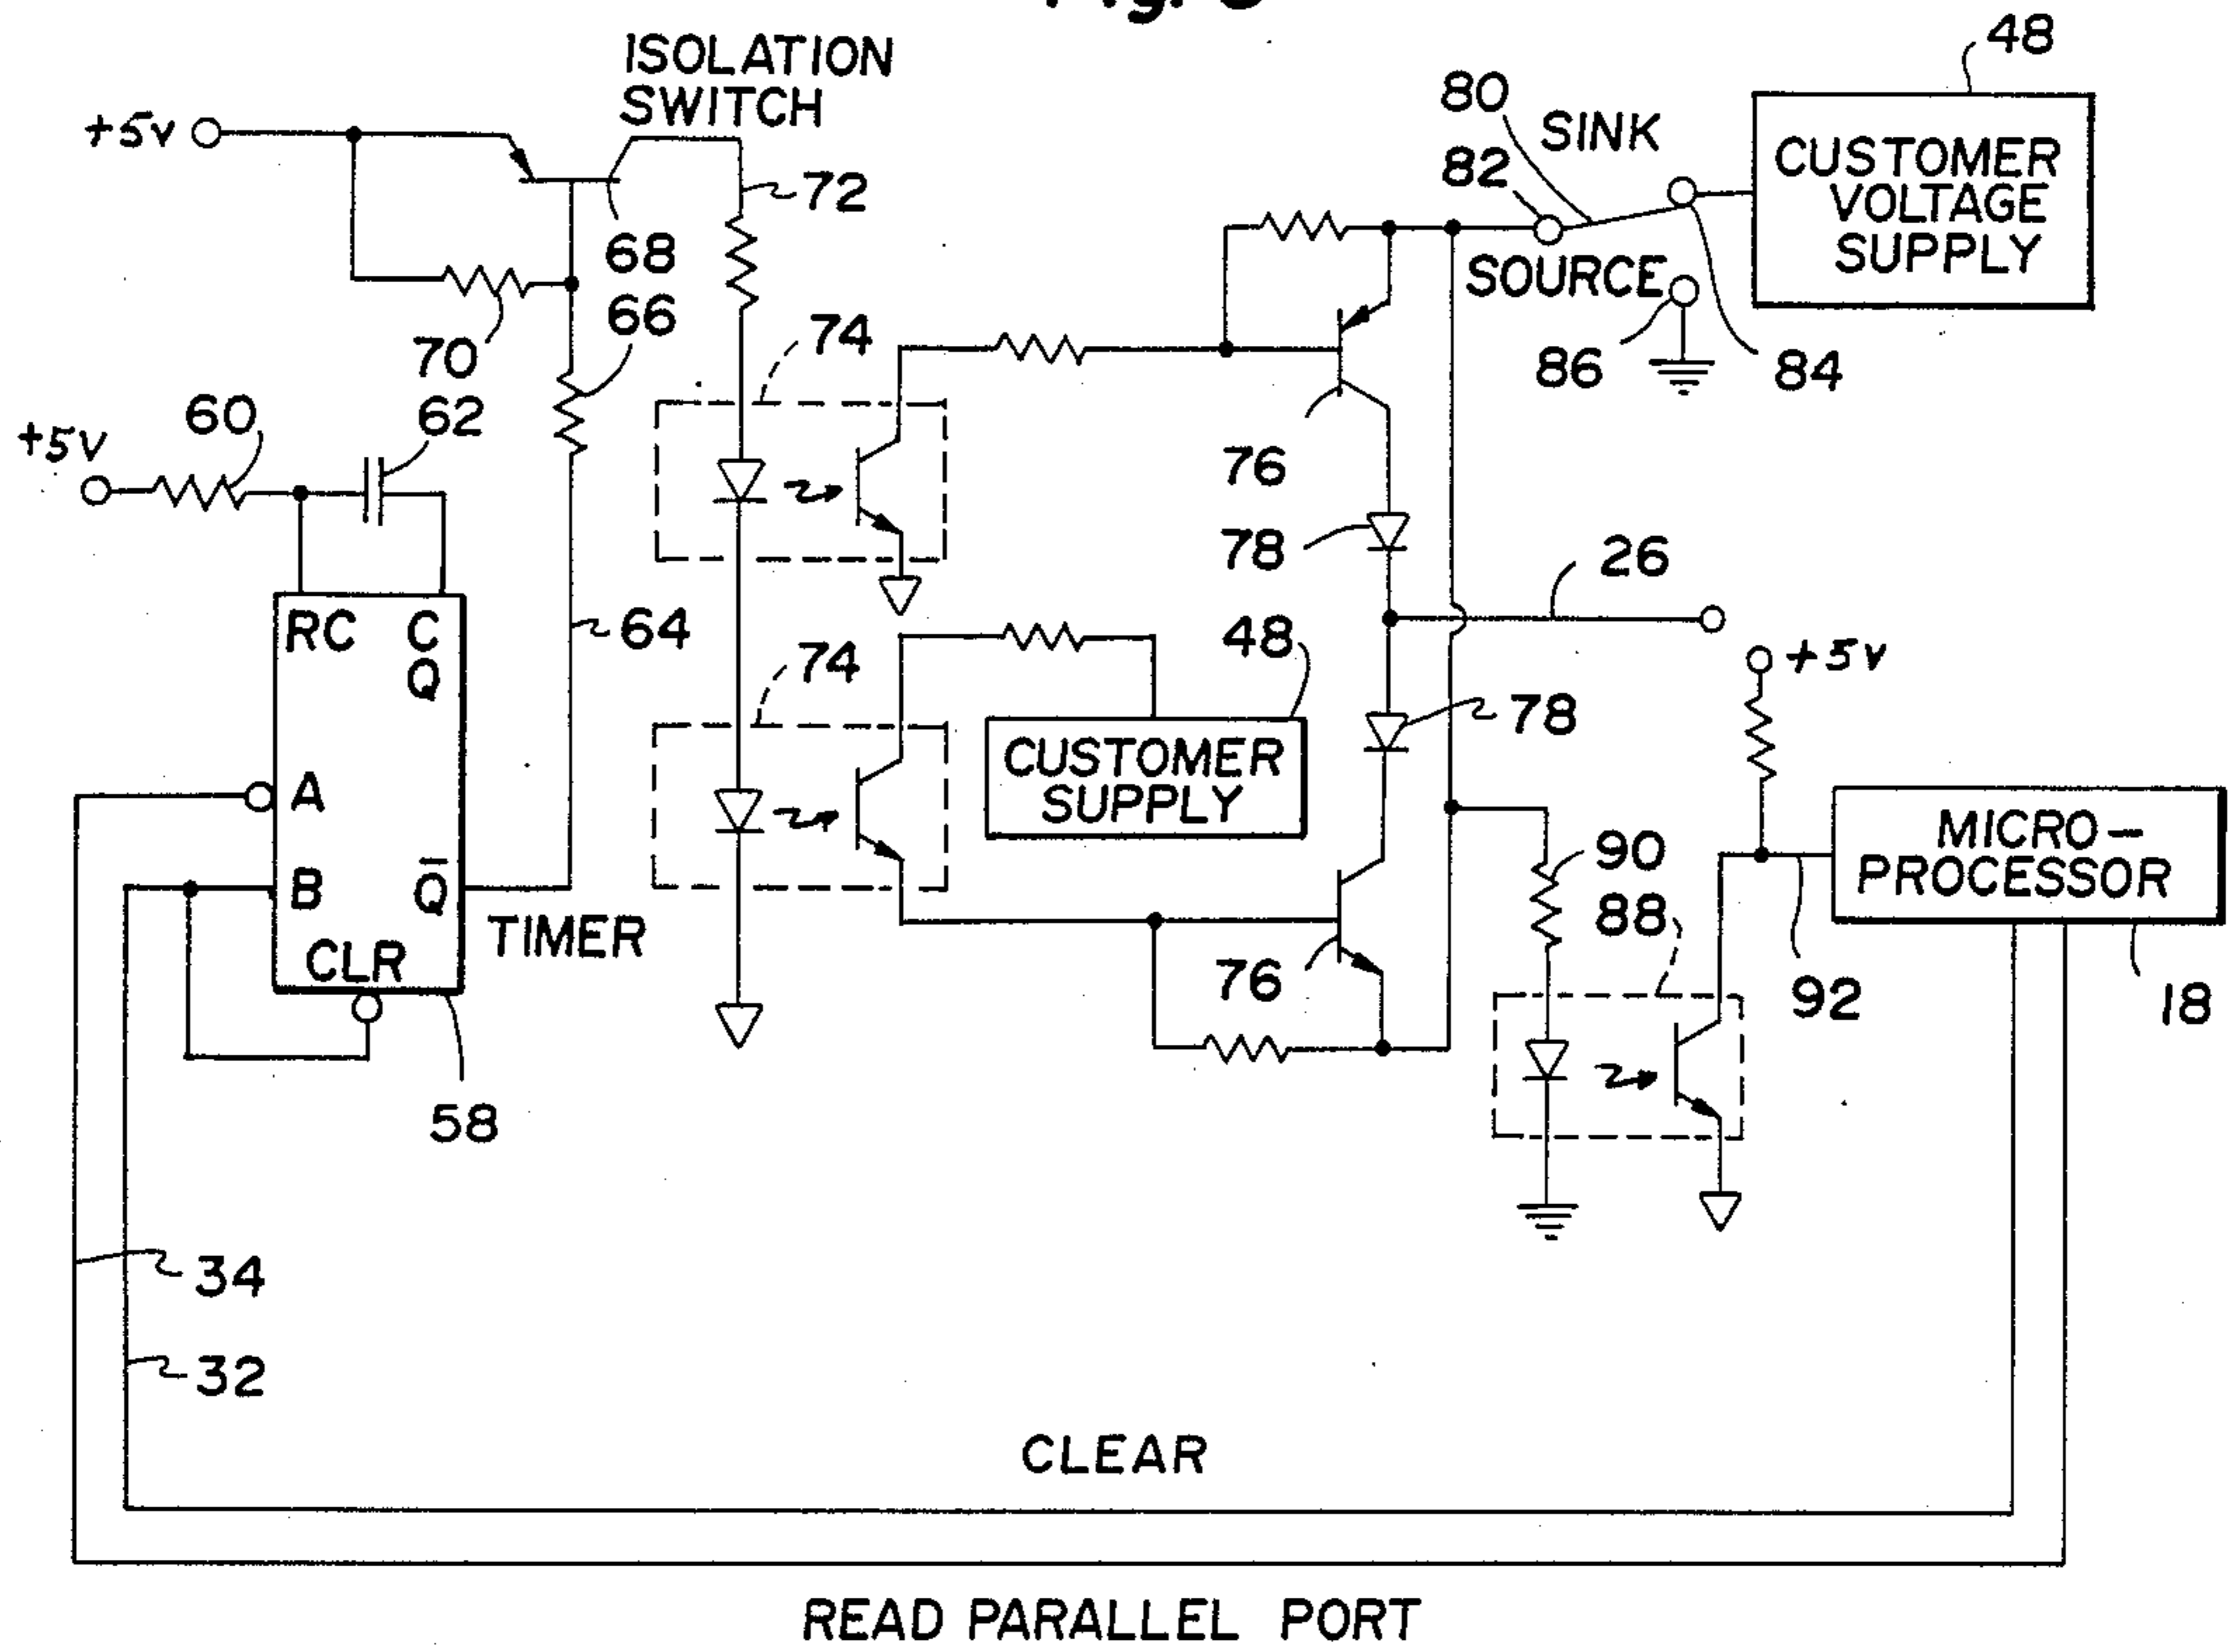 ISOLATION
SWITCH
+5v
72
68
66
70
60
62
+5v
RC C
Q
64
A
B Q̅
CLR
TIMER
58
74
74
48
80
SINK
82
CUSTOMER
VOLTAGE
SUPPLY
SOURCE
86
84
76
78
26
48
+5v
78
CUSTOMER
SUPPLY
90
88
MICRO-
PROCESSOR
92
18
76
34
32
CLEAR
READ PARALLEL PORT